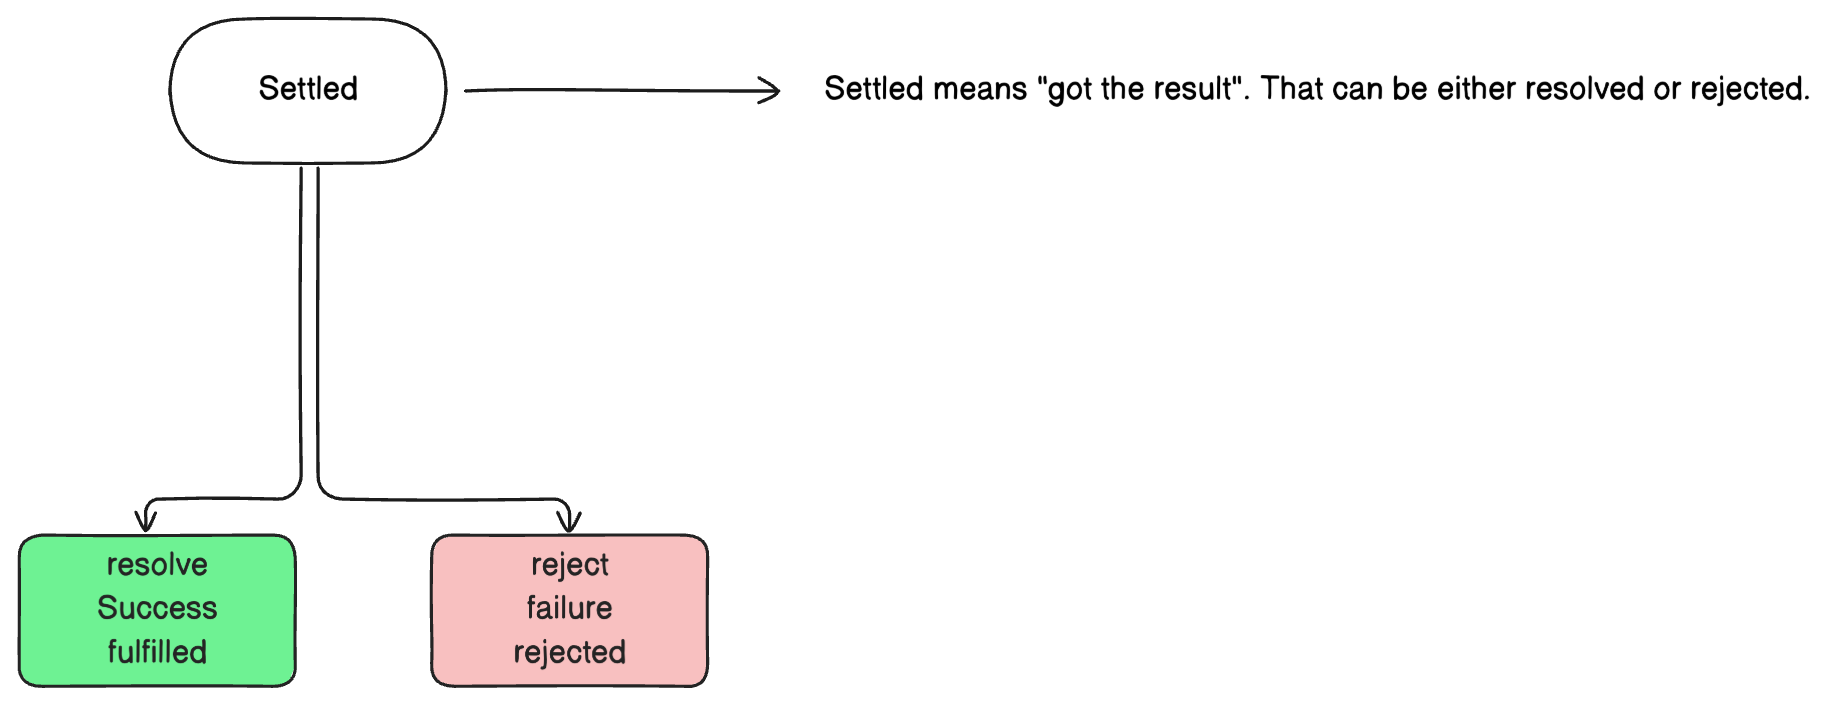 Settled
Settled means "got the result". That can be either resolved or rejected.
resolve
Success
fulfilled
reject
failure
rejected